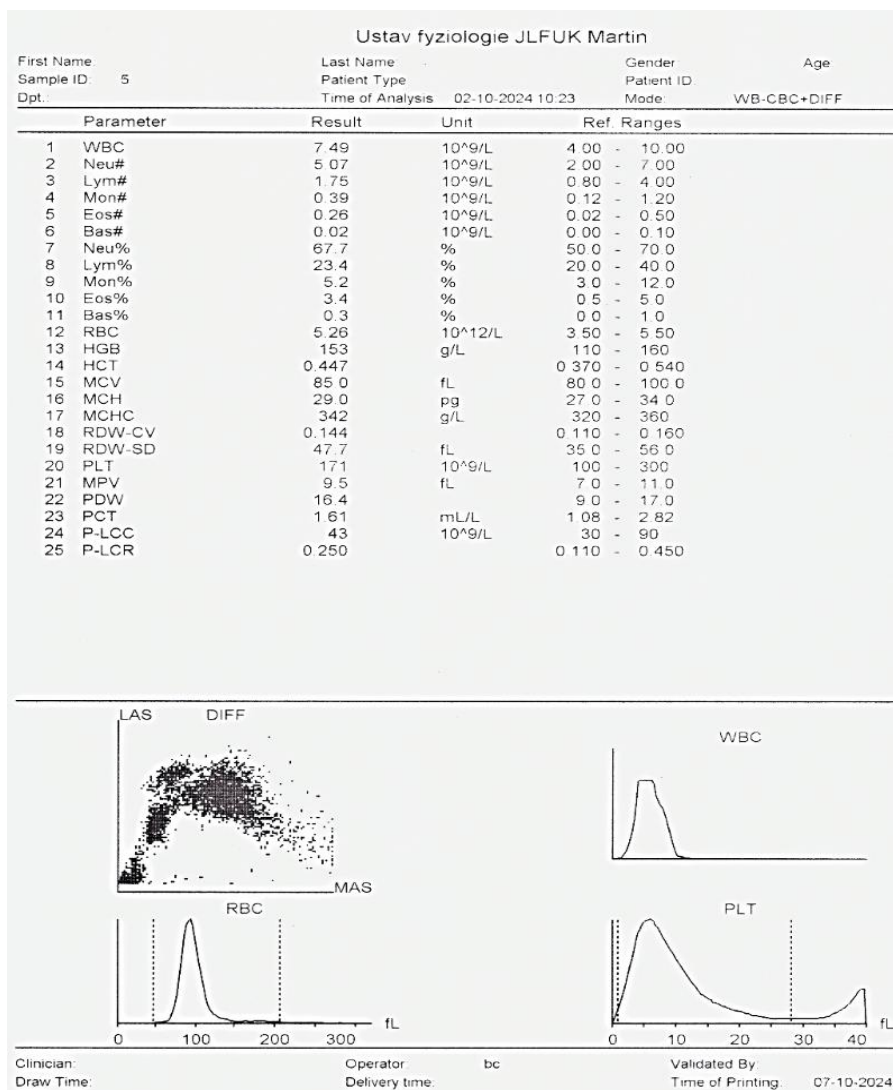 Ustav fyziologie JLFUK Martin
First Name: Last Name: Gender: Age:
Sample ID: 5 Patient Type: Patient ID:
Dpt.: Time of Analysis: 02-10-2024 10:23 Mode: WB-CBC+DIFF
Parameter Result Unit Ref. Ranges
1 WBC 7.49 10^9/L 4.00 - 10.00
2 Neu# 5.07 10^9/L 2.00 - 7.00
3 Lym# 1.75 10^9/L 0.80 - 4.00
4 Mon# 0.39 10^9/L 0.12 - 1.20
5 Eos# 0.26 10^9/L 0.02 - 0.50
6 Bas# 0.02 10^9/L 0.00 - 0.10
7 Neu% 67.7 % 50.0 - 70.0
8 Lym% 23.4 % 20.0 - 40.0
9 Mon% 5.2 % 3.0 - 12.0
10 Eos% 3.4 % 0.5 - 5.0
11 Bas% 0.3 % 0.0 - 1.0
12 RBC 5.26 10^12/L 3.50 - 5.50
13 HGB 153 g/L 110 - 160
14 HCT 0.447 0.370 - 0.540
15 MCV 85.0 fL 80.0 - 100.0
16 MCH 29.0 pg 27.0 - 34.0
17 MCHC 342 g/L 320 - 360
18 RDW-CV 0.144 0.110 - 0.160
19 RDW-SD 47.7 fL 35.0 - 56.0
20 PLT 171 10^9/L 100 - 300
21 MPV 9.5 fL 7.0 - 11.0
22 PDW 16.4 9.0 - 17.0
23 PCT 1.61 mL/L 1.08 - 2.82
24 P-LCC 43 10^9/L 30 - 90
25 P-LCR 0.250 0.110 - 0.450
LAS DIFF
MAS
WBC
RBC
0 100 200 300 fL
PLT
0 10 20 30 40 fL
Clinician: Operator: bc Validated By:
Draw Time: Delivery time: Time of Printing: 07-10-2024